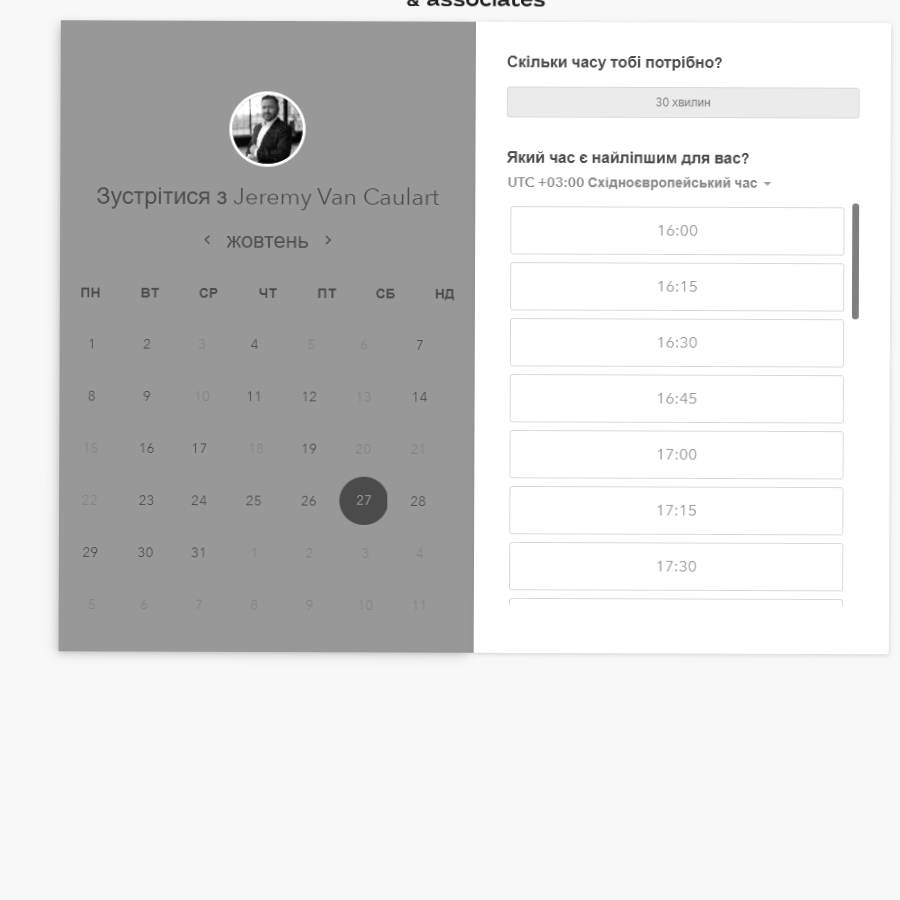 & associates
Зустрітися з Jeremy Van Caulart
жовтень
ПН ВТ СР ЧТ ПТ СБ НД
1 2 3 4 5 6 7
8 9 10 11 12 13 14
15 16 17 18 19 20 21
22 23 24 25 26 27 28
29 30 31 1 2 3 4
5 6 7 8 9 10 11
Скільки часу тобі потрібно?
30 хвилин
Який час є найліпшим для вас?
UTC +03:00 Східноєвропейський час
16:00
16:15
16:30
16:45
17:00
17:15
17:30